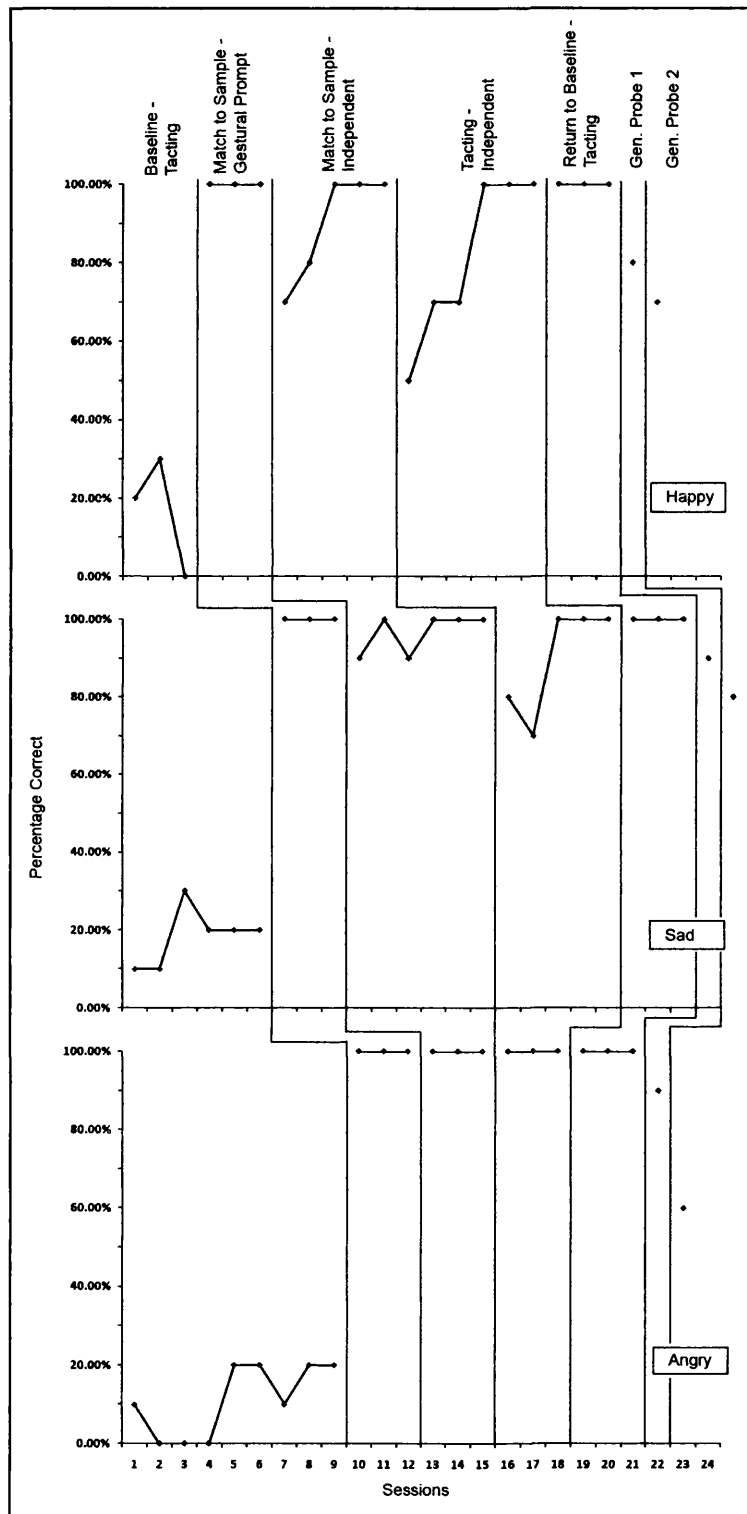 Baseline -
Tacting
Match to Sample -
Gestural Prompt
Match to Sample -
Independent
Tacting -
Independent
Return to Baseline -
Tacting
Gen. Probe 1
Gen. Probe 2
100.00%
80.00%
60.00%
40.00%
20.00%
0.00%
Happy
Percentage Correct
100.00%
80.00%
60.00%
40.00%
20.00%
0.00%
Sad
100.00%
80.00%
60.00%
40.00%
20.00%
0.00%
Angry
1 2 3 4 5 6 7 8 9 10 11 12 13 14 15 16 17 18 19 20 21 22 23 24
Sessions